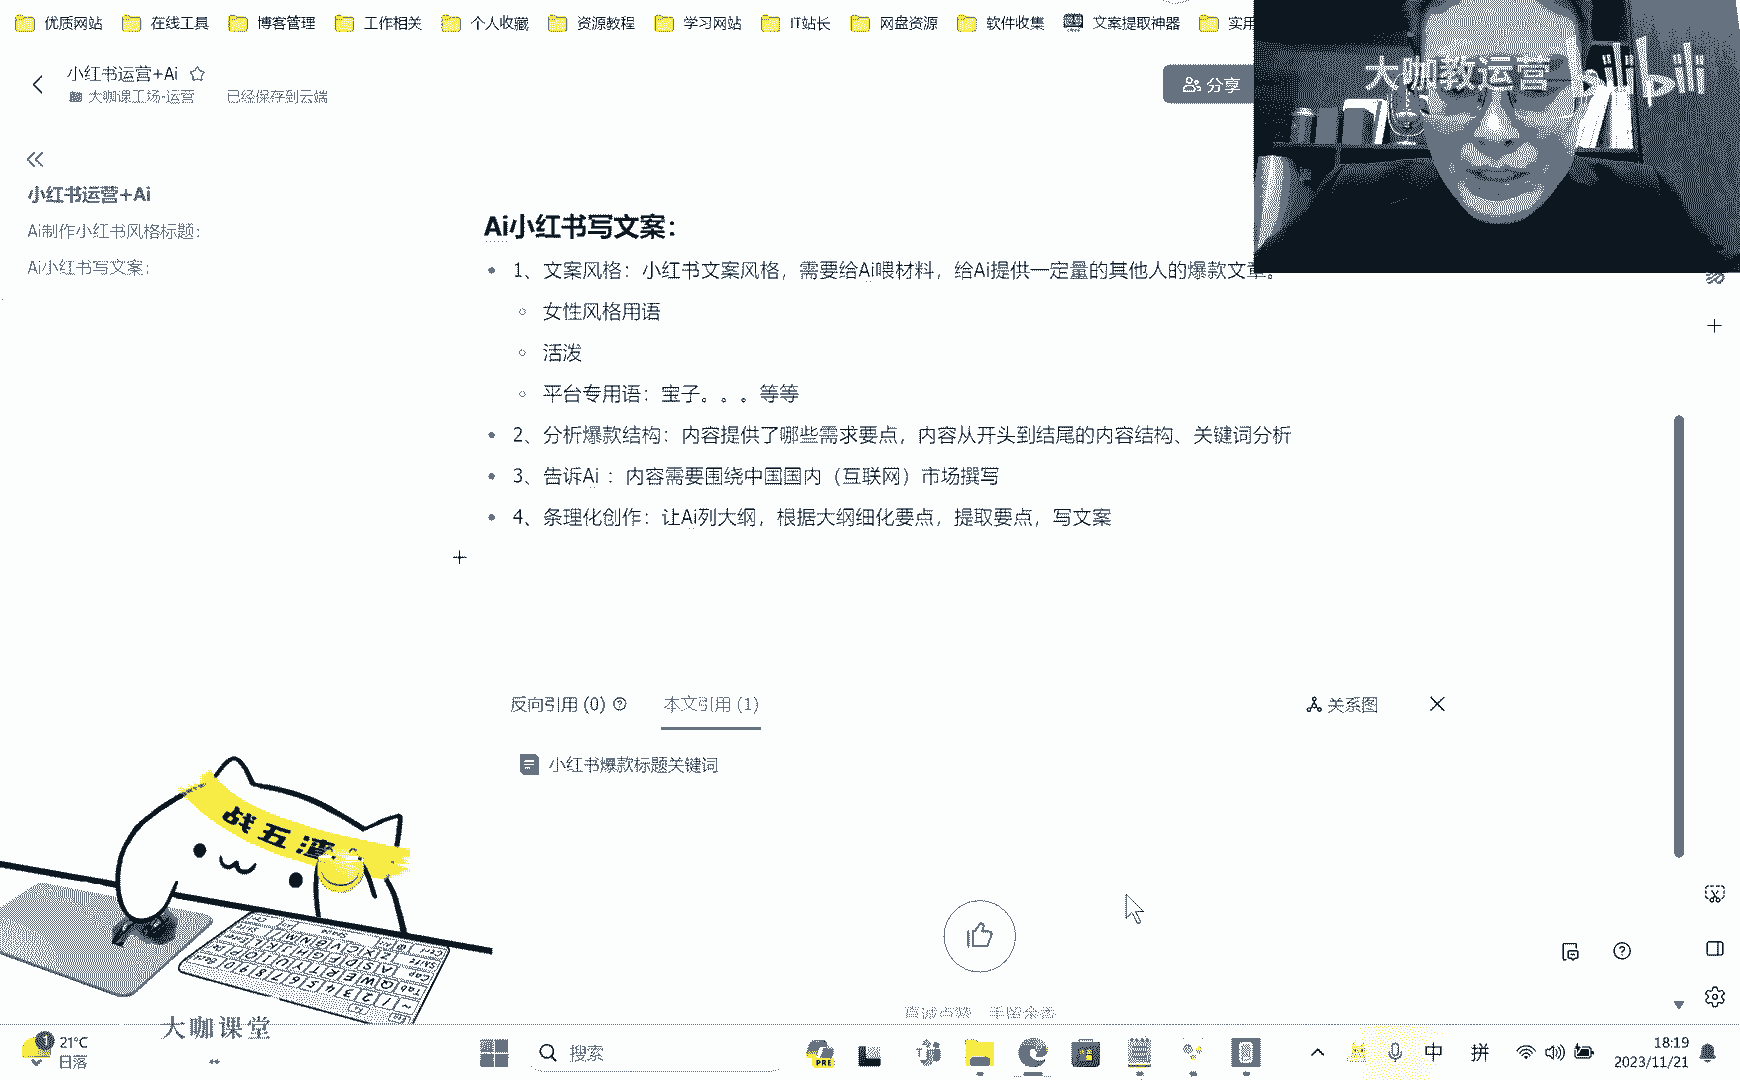 优质网站 在线工具 博客管理 工作相关 个人收藏 资源教程 学习网站 IT站长 网盘资源 软件收集 文案提取神器 实用
小红书运营+Ai
大咖课工场-运营 已经保存到云端
分享
大咖教运营 bilibili
小红书运营+Ai
Ai制作小红书风格标题：
Ai小红书写文案：
Ai小红书写文案：
1、文案风格：小红书文案风格，需要给Ai喂材料，给Ai提供一定量的其他人的爆款文章。
女性风格用语
活泼
平台专用语：宝子。。。等等
2、分析爆款结构：内容提供了哪些需求要点，内容从开头到结尾的内容结构、关键词分析
3、告诉Ai ：内容需要围绕中国国内（互联网）市场撰写
4、条理化创作：让Ai列大纲，根据大纲细化要点，提取要点，写文案
反向引用 (0) 本文引用 (1) 关系图
小红书爆款标题关键词
战五渣
大咖课堂
21°C
日落
搜索
PRE
中 拼
18:19
2023/11/21